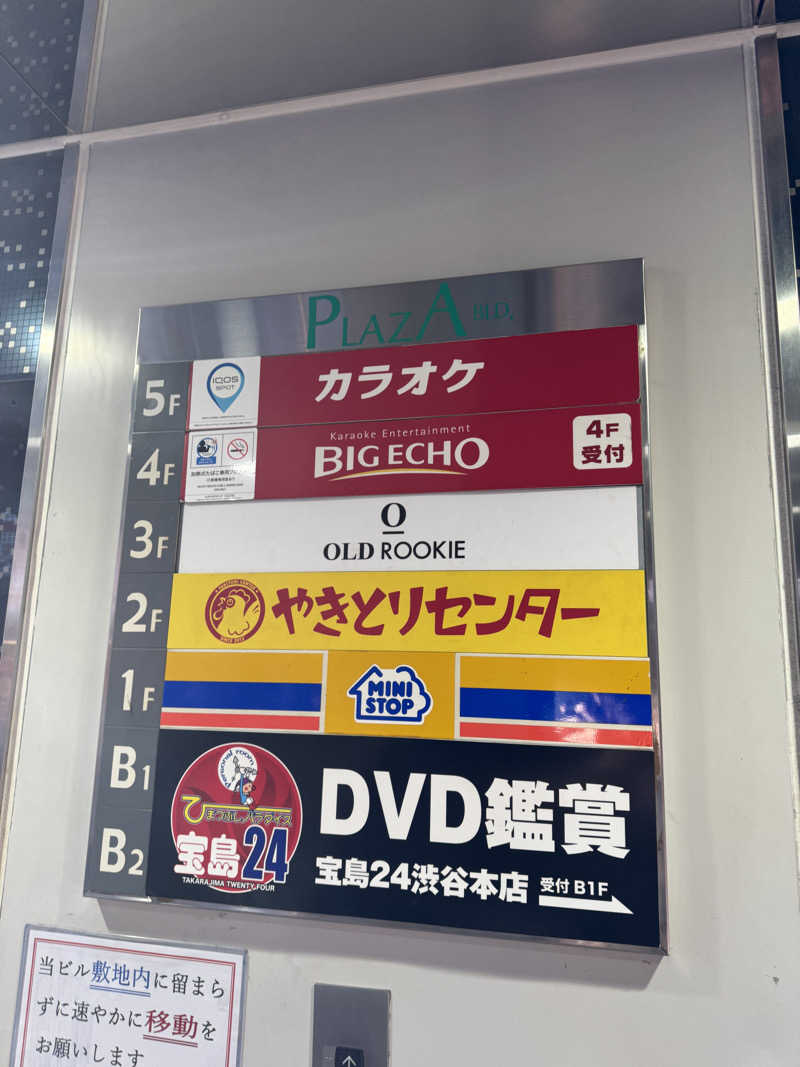 PLAZA BLD.
5F
IQOS
SPOT
カラオケ
4F
Karaoke Entertainment
BIG ECHO
4F
受付
3F
O
OLD ROOKIE
2F
やきとりセンター
1F
MINI
STOP
B1
B2
Personal room
ひまつぶしパラダイス
宝島24
TAKARAJIMA TWENTY FOUR
DVD鑑賞
宝島24渋谷本店
受付 B1F
当ビル敷地内に留まら
ずに速やかに移動を
お願いします